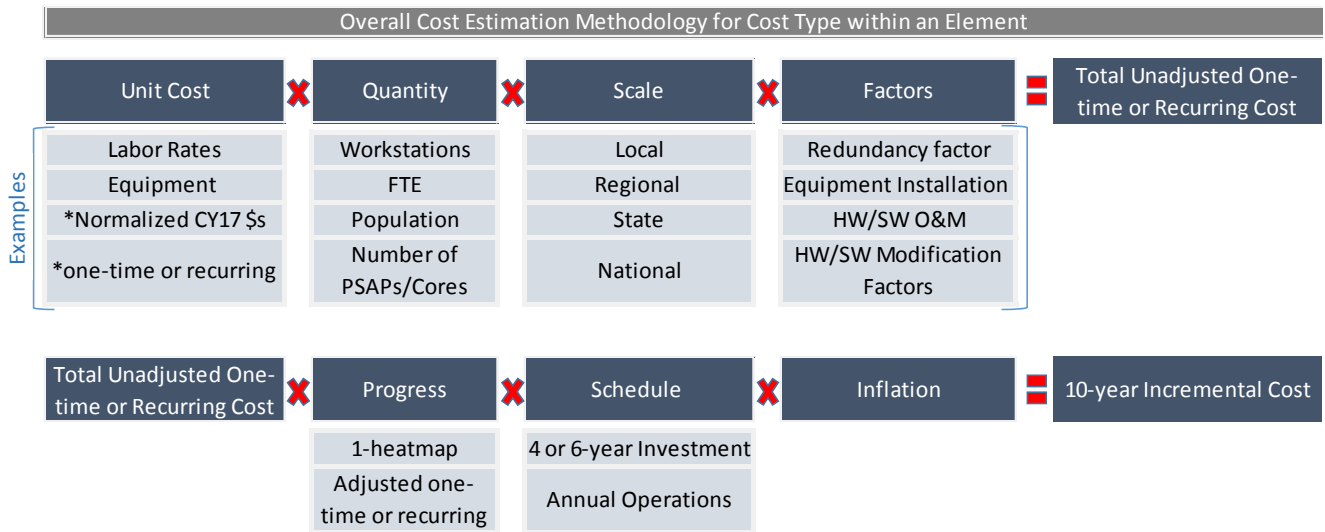 Overall Cost Estimation Methodology for Cost Type within an Element
Unit Cost
Quantity
Scale
Factors
Total Unadjusted One-
time or Recurring Cost
Examples
Labor Rates
Workstations
Local
Redundancy factor
Equipment
FTE
Regional
Equipment Installation
*Normalized CY17 $s
Population
State
HW/SW O&M
*one-time or recurring
Number of
PSAPs/Cores
National
HW/SW Modification
Factors
Total Unadjusted One-
time or Recurring Cost
Progress
Schedule
Inflation
10-year Incremental Cost
1-heatmap
4 or 6-year Investment
Adjusted one-
time or recurring
Annual Operations